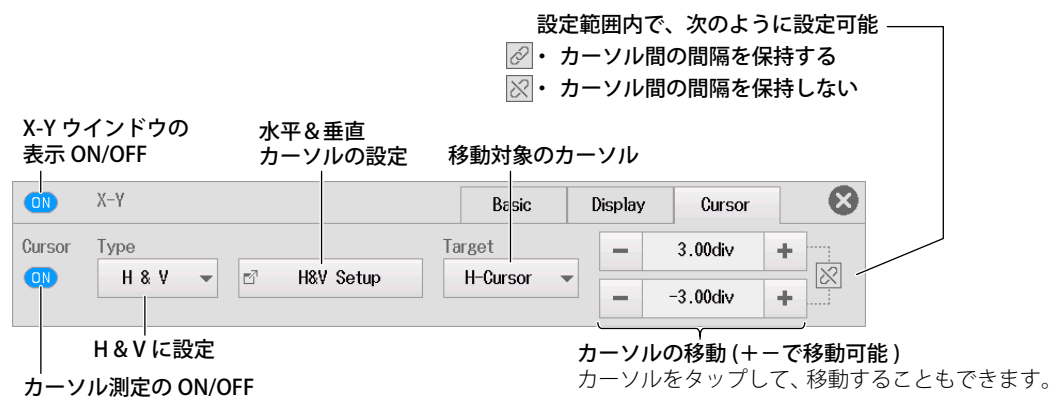 設定範囲内で、次のように設定可能
・ カーソル間の間隔を保持する
・ カーソル間の間隔を保持しない
X-Y ウインドウの
表示 ON/OFF
水平＆垂直
カーソルの設定
移動対象のカーソル
ON X-Y Basic Display Cursor
Cursor Type Target
ON H & V H&V Setup H-Cursor
− 3.00div +
− -3.00div +
H & V に設定
カーソル測定の ON/OFF
カーソルの移動 (＋－で移動可能 )
カーソルをタップして、移動することもできます。